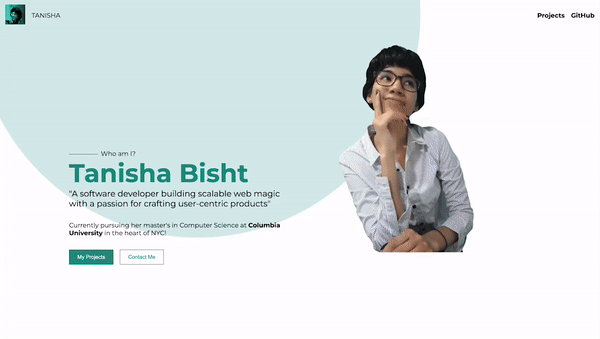 TANISHA
Projects GitHub
Who am I?
Tanisha Bisht
"A software developer building scalable web magic
with a passion for crafting user-centric products"
Currently pursuing her master's in Computer Science at Columbia
University in the heart of NYC!
My Projects Contact Me